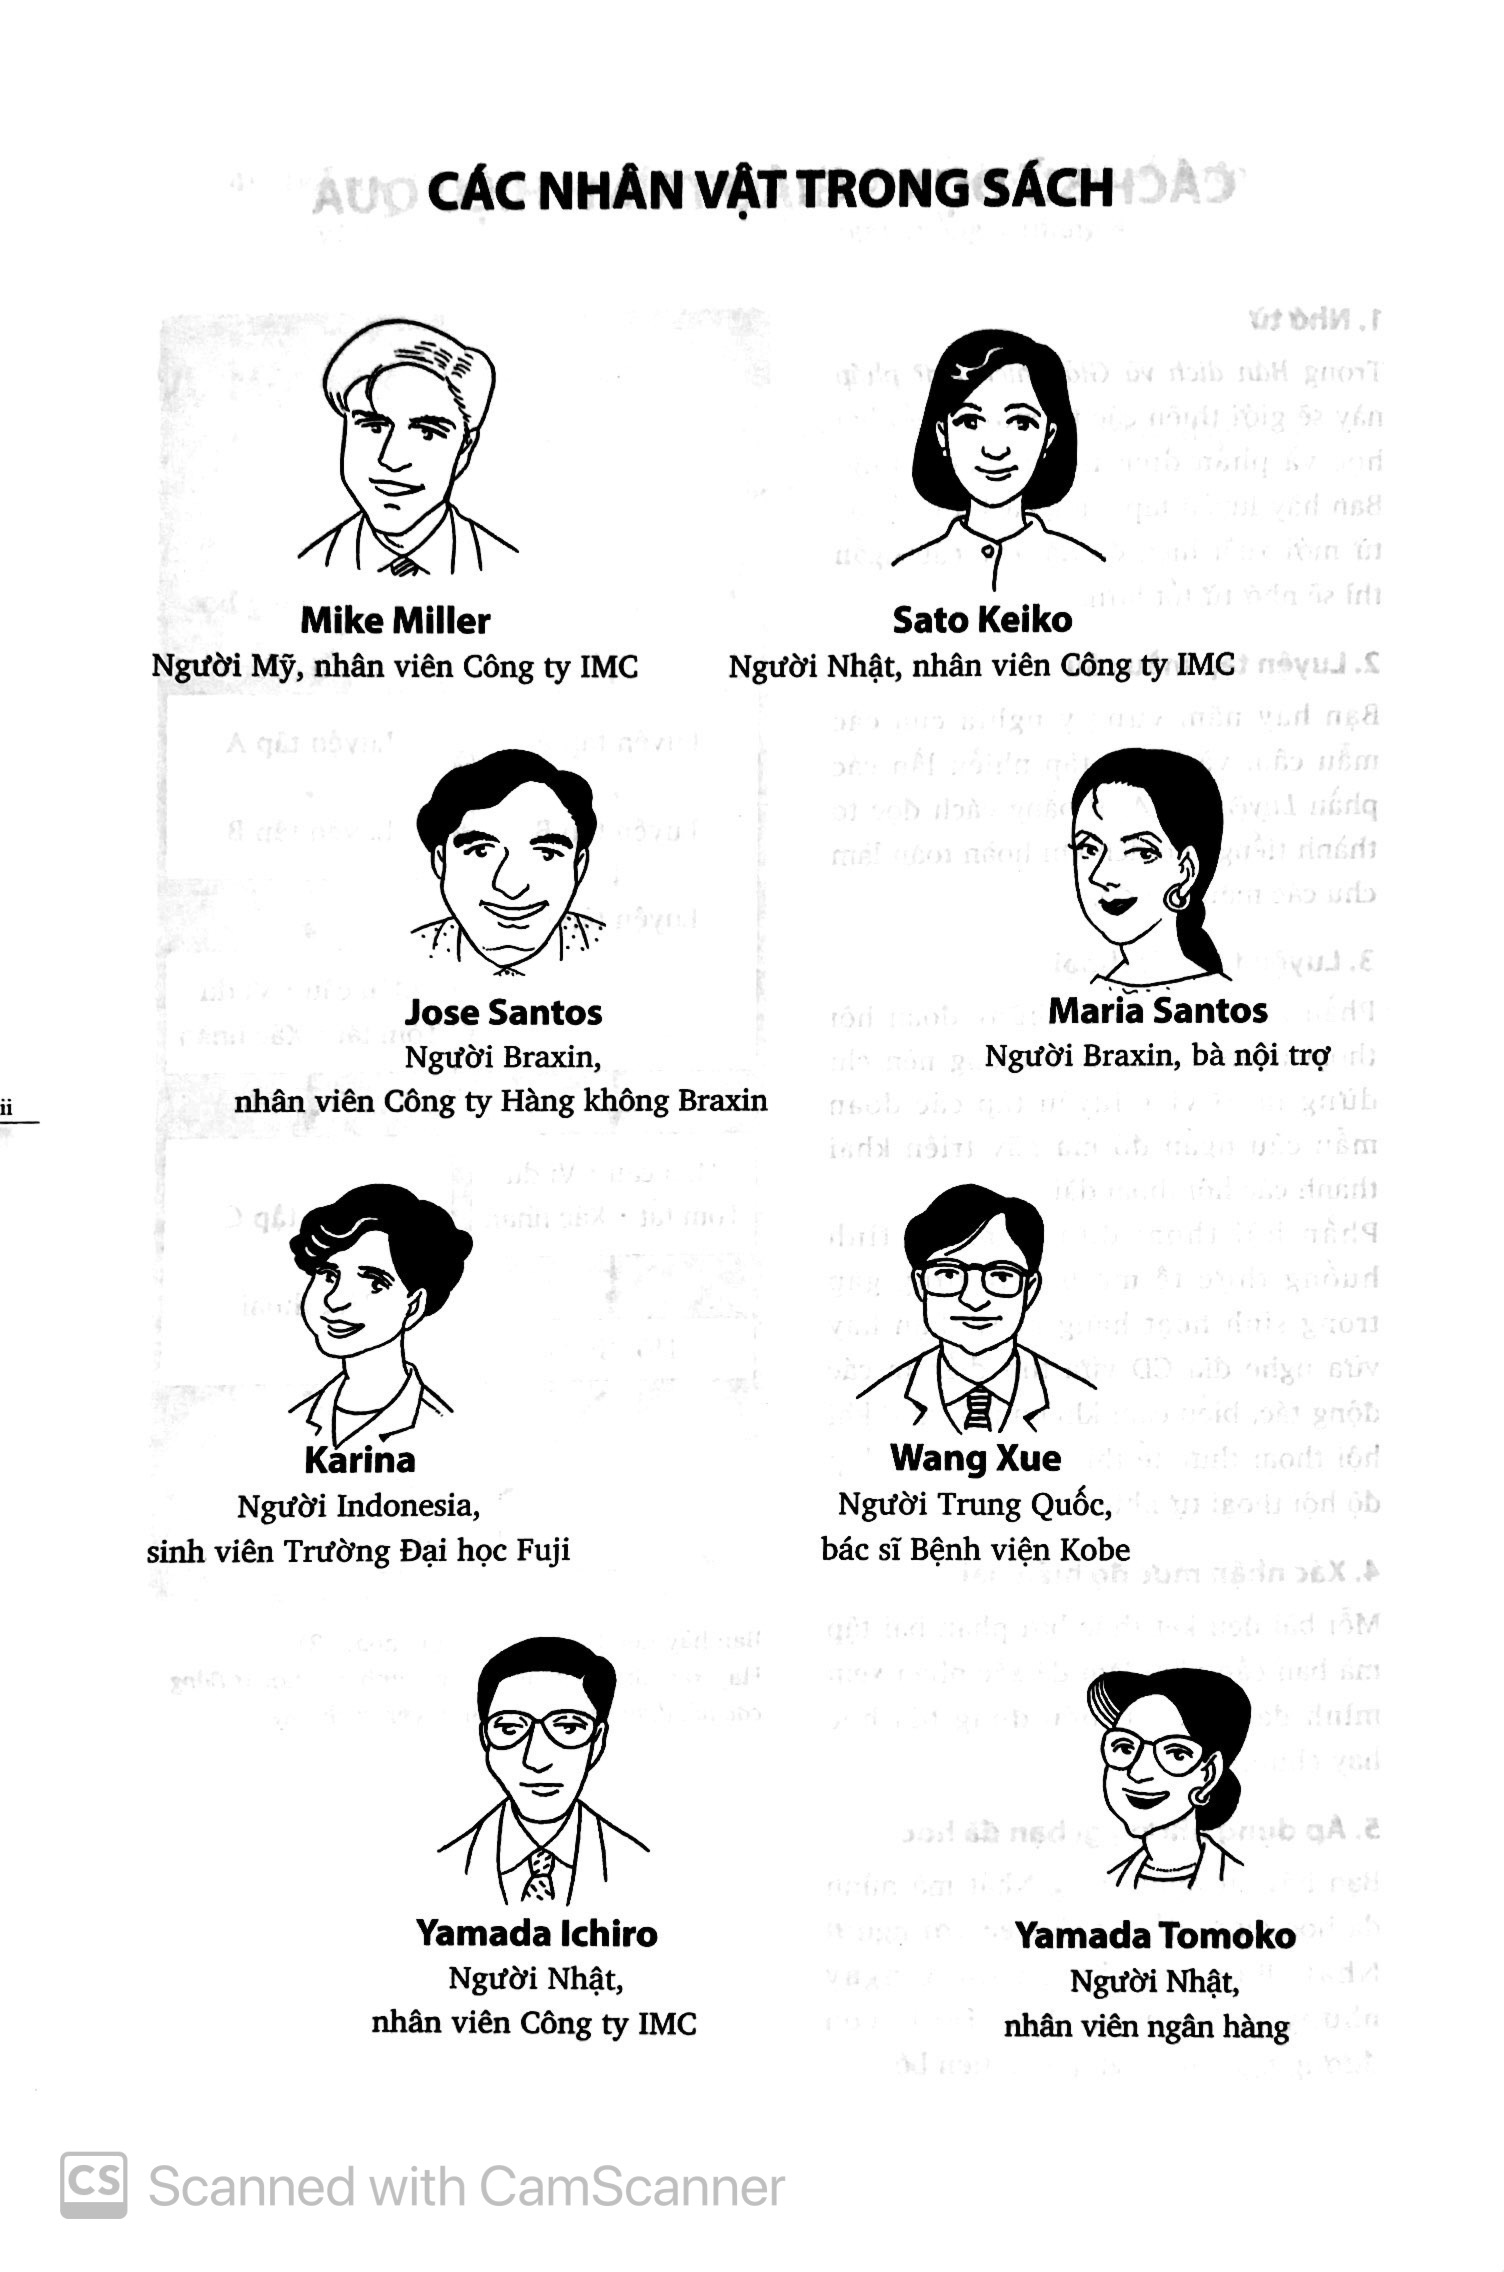 CÁC NHÂN VẬT TRONG SÁCH
Mike Miller
Người Mỹ, nhân viên Công ty IMC
Sato Keiko
Người Nhật, nhân viên Công ty IMC
Jose Santos
Người Braxin,
nhân viên Công ty Hàng không Braxin
Maria Santos
Người Braxin, bà nội trợ
ii
Karina
Người Indonesia,
sinh viên Trường Đại học Fuji
Wang Xue
Người Trung Quốc,
bác sĩ Bệnh viện Kobe
Yamada Ichiro
Người Nhật,
nhân viên Công ty IMC
Yamada Tomoko
Người Nhật,
nhân viên ngân hàng
CS Scanned with CamScanner